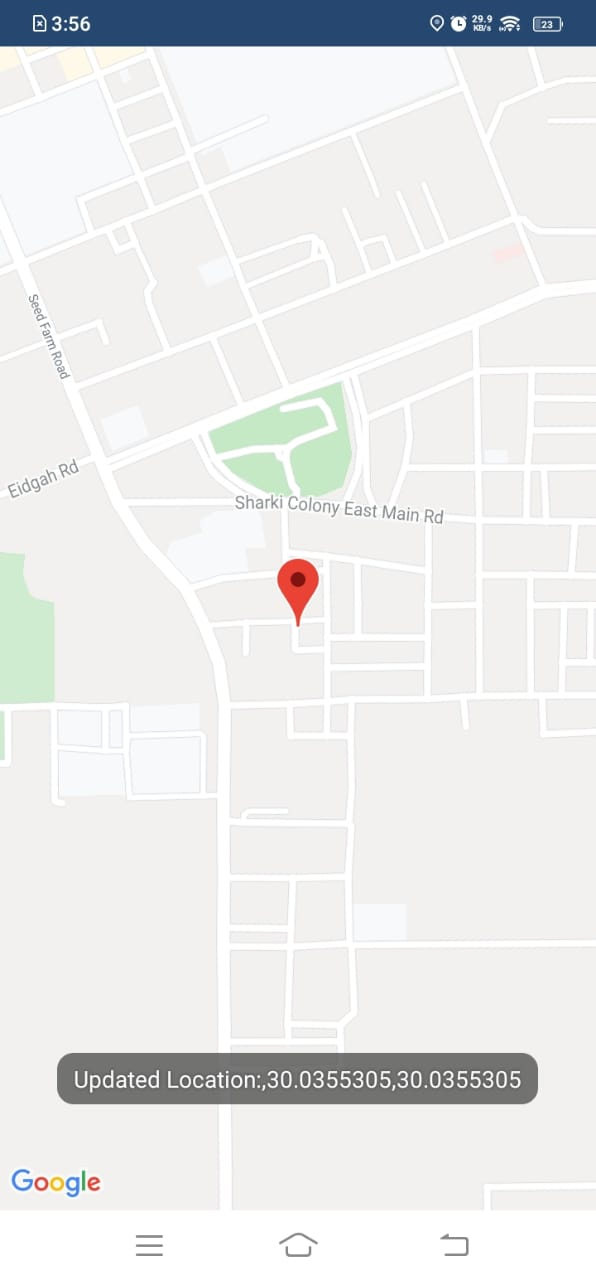 3:56
29.9
KB/s
23
Seed Farm Road
Eidgah Rd
Sharki Colony East Main Rd
Updated Location:,30.0355305,30.0355305
Google